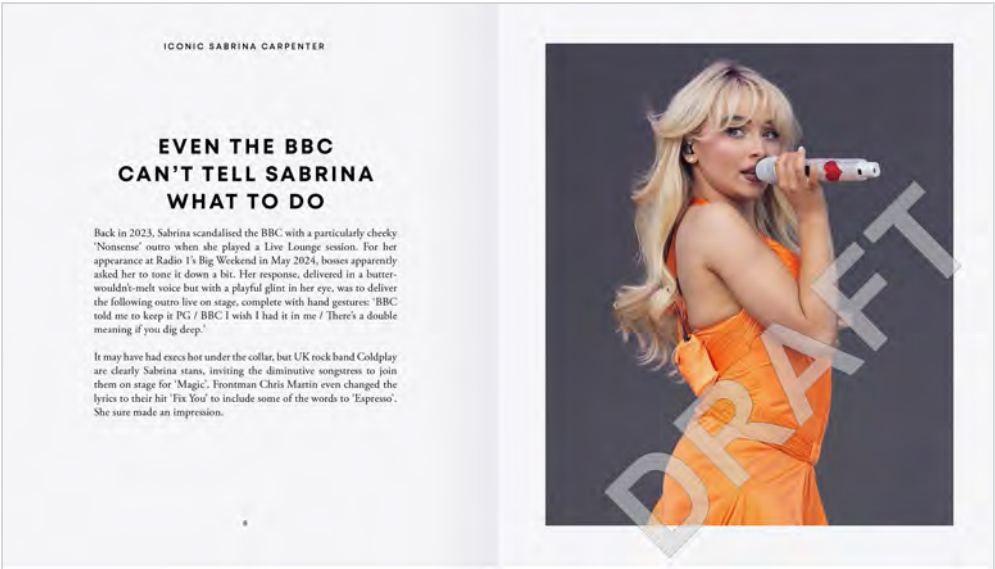 ICONIC SABRINA CARPENTER
EVEN THE BBC
CAN'T TELL SABRINA
WHAT TO DO
Back in 2023, Sabrina scandalised the BBC with a particularly cheeky
'Nonsense' outro when she played a Live Lounge session. For her
appearance at Radio 1's Big Weekend in May 2024, bosses apparently
asked her to tone it down a bit. Her response, delivered in a butter-
wouldn't-melt voice but with a playful glint in her eye, was to deliver
the following outro live on stage, complete with hand gestures: 'BBC
told me to keep it PG / BBC I wish I had it in me / There's a double
meaning if you dig deep.'
It may have had execs hot under the collar, but UK rock band Coldplay
are clearly Sabrina stans, inviting the diminutive songstress to join
them on stage for 'Magic'. Frontman Chris Martin even changed the
lyrics to their hit 'Fix You' to include some of the words to 'Espresso'.
She sure made an impression.
DRAFT